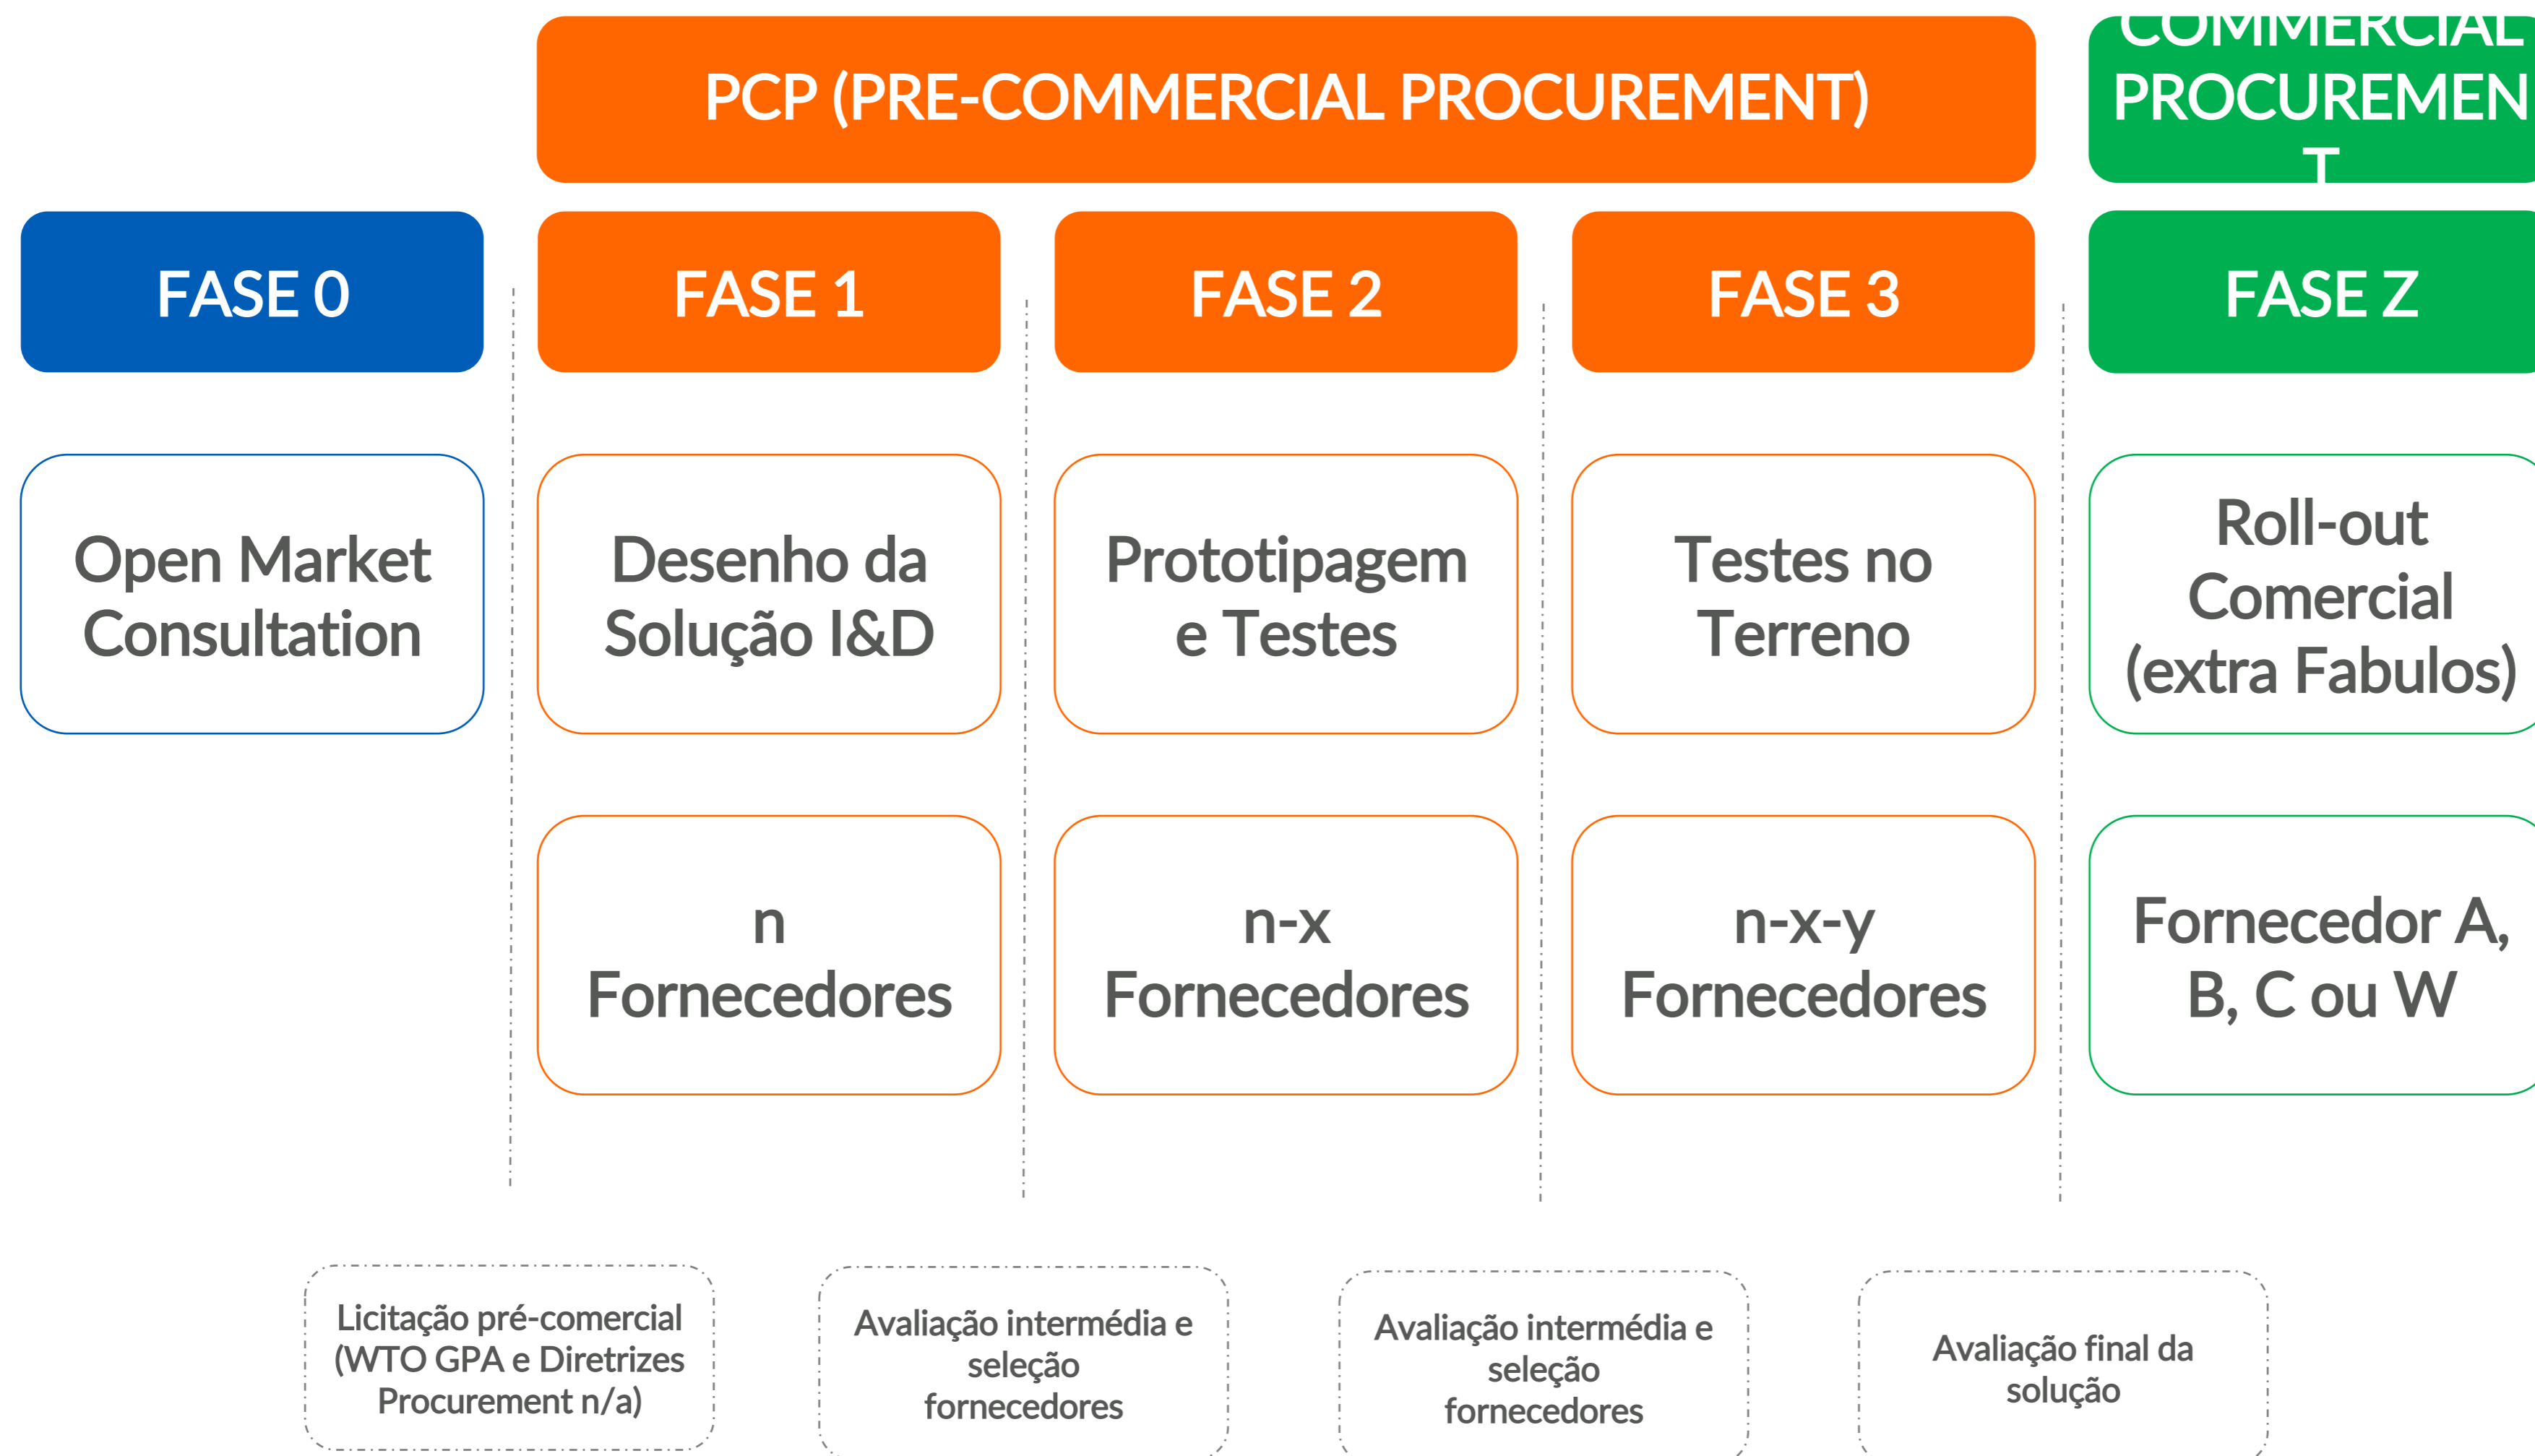 PCP (PRE-COMMERCIAL PROCUREMENT)
COMMERCIAL
PROCUREMEN
T
FASE 0
FASE 1
FASE 2
FASE 3
FASE Z
Open Market
Consultation
Desenho da
Solução I&D
Prototipagem
e Testes
Testes no
Terreno
Roll-out
Comercial
(extra Fabulos)
n
Fornecedores
n-x
Fornecedores
n-x-y
Fornecedores
Fornecedor A,
B, C ou W
Licitação pré-comercial
(WTO GPA e Diretrizes
Procurement n/a)
Avaliação intermédia e
seleção
fornecedores
Avaliação intermédia e
seleção
fornecedores
Avaliação final da
solução